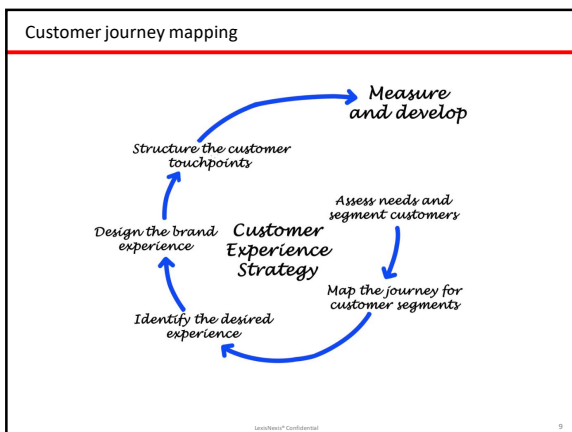 Customer journey mapping
Measure
and develop
Structure the customer
touchpoints
Assess needs and
segment customers
Design the brand
experience
Customer
Experience
Strategy
Map the journey for
customer segments
Identify the desired
experience
LexisNexis® Confidential
9